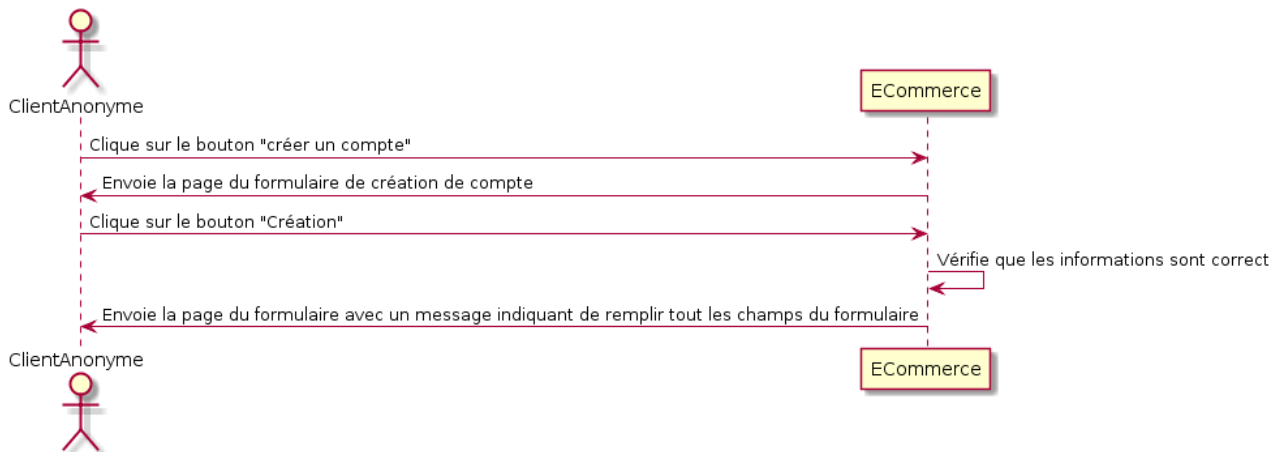 ClientAnonyme
ECommerce
Clique sur le bouton "créer un compte"
Envoie la page du formulaire de création de compte
Clique sur le bouton "Création"
Vérifie que les informations sont correct
Envoie la page du formulaire avec un message indiquant de remplir tout les champs du formulaire
ClientAnonyme
ECommerce